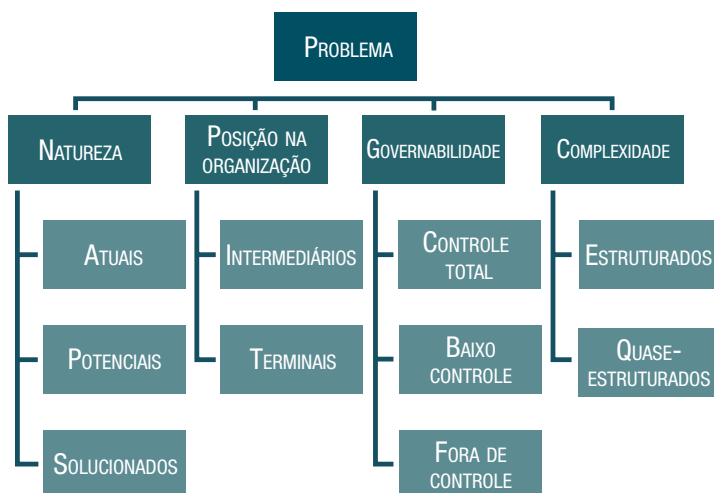 Problema
Natureza
Posição na
organização
Governabilidade
Complexidade
Atuais
Intermediários
Controle
total
Estruturados
Potenciais
Terminais
Baixo
controle
Quase-
estruturados
Solucionados
Fora de
controle